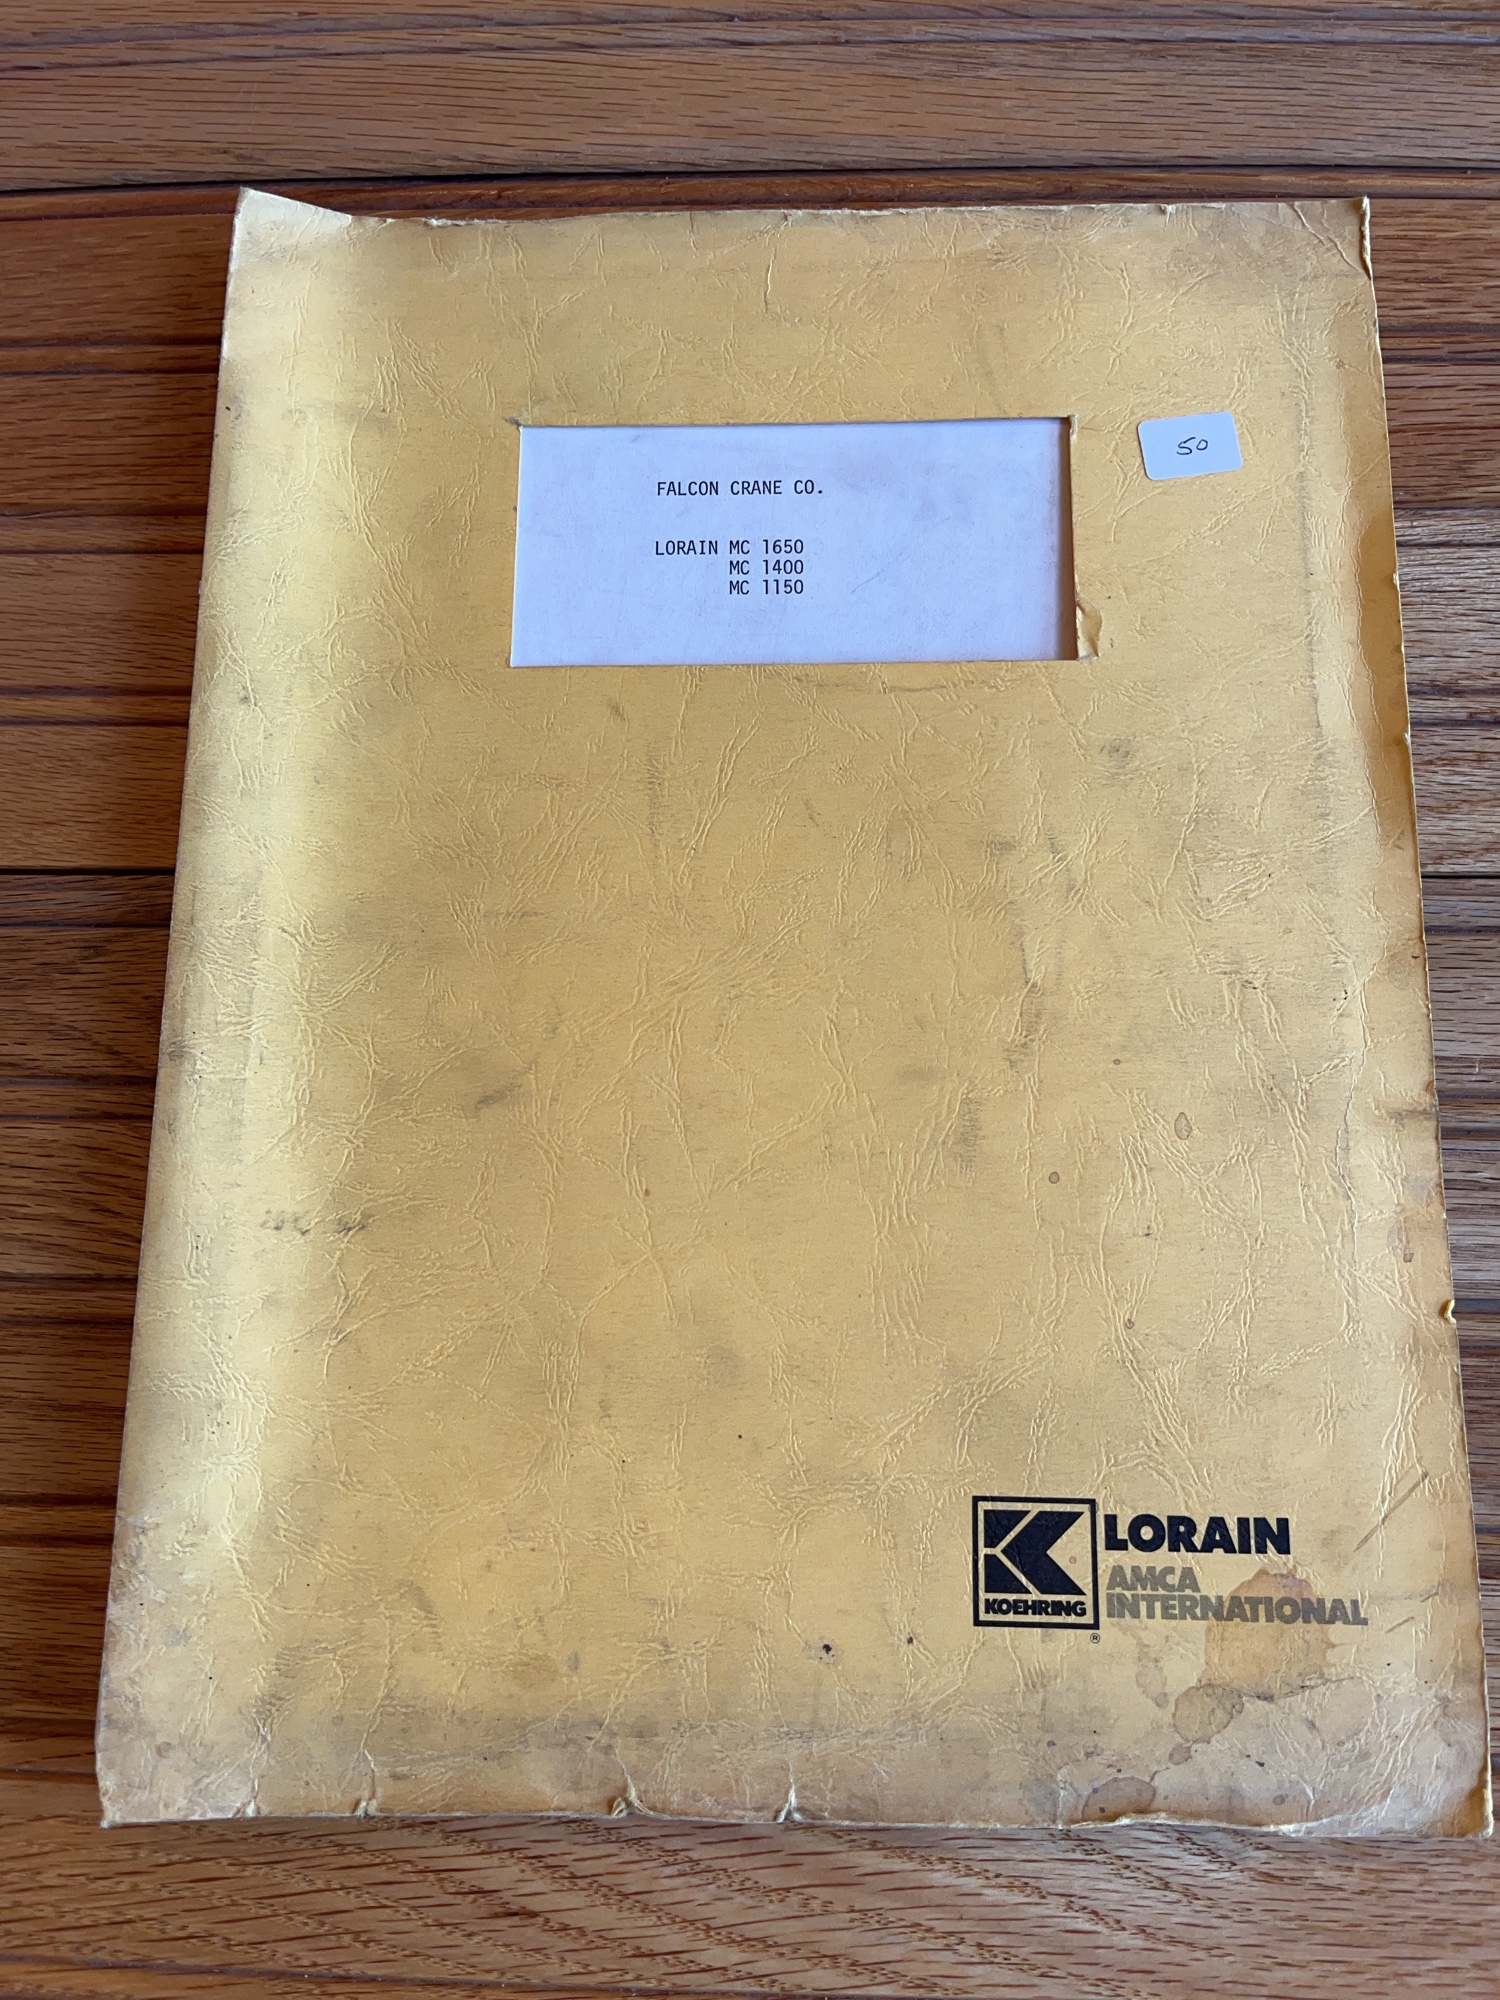 FALCON CRANE CO.
50
LORAIN MC 1650
MC 1400
MC 1150
LORAIN
AMCA
INTERNATIONAL
KOEHRING
®